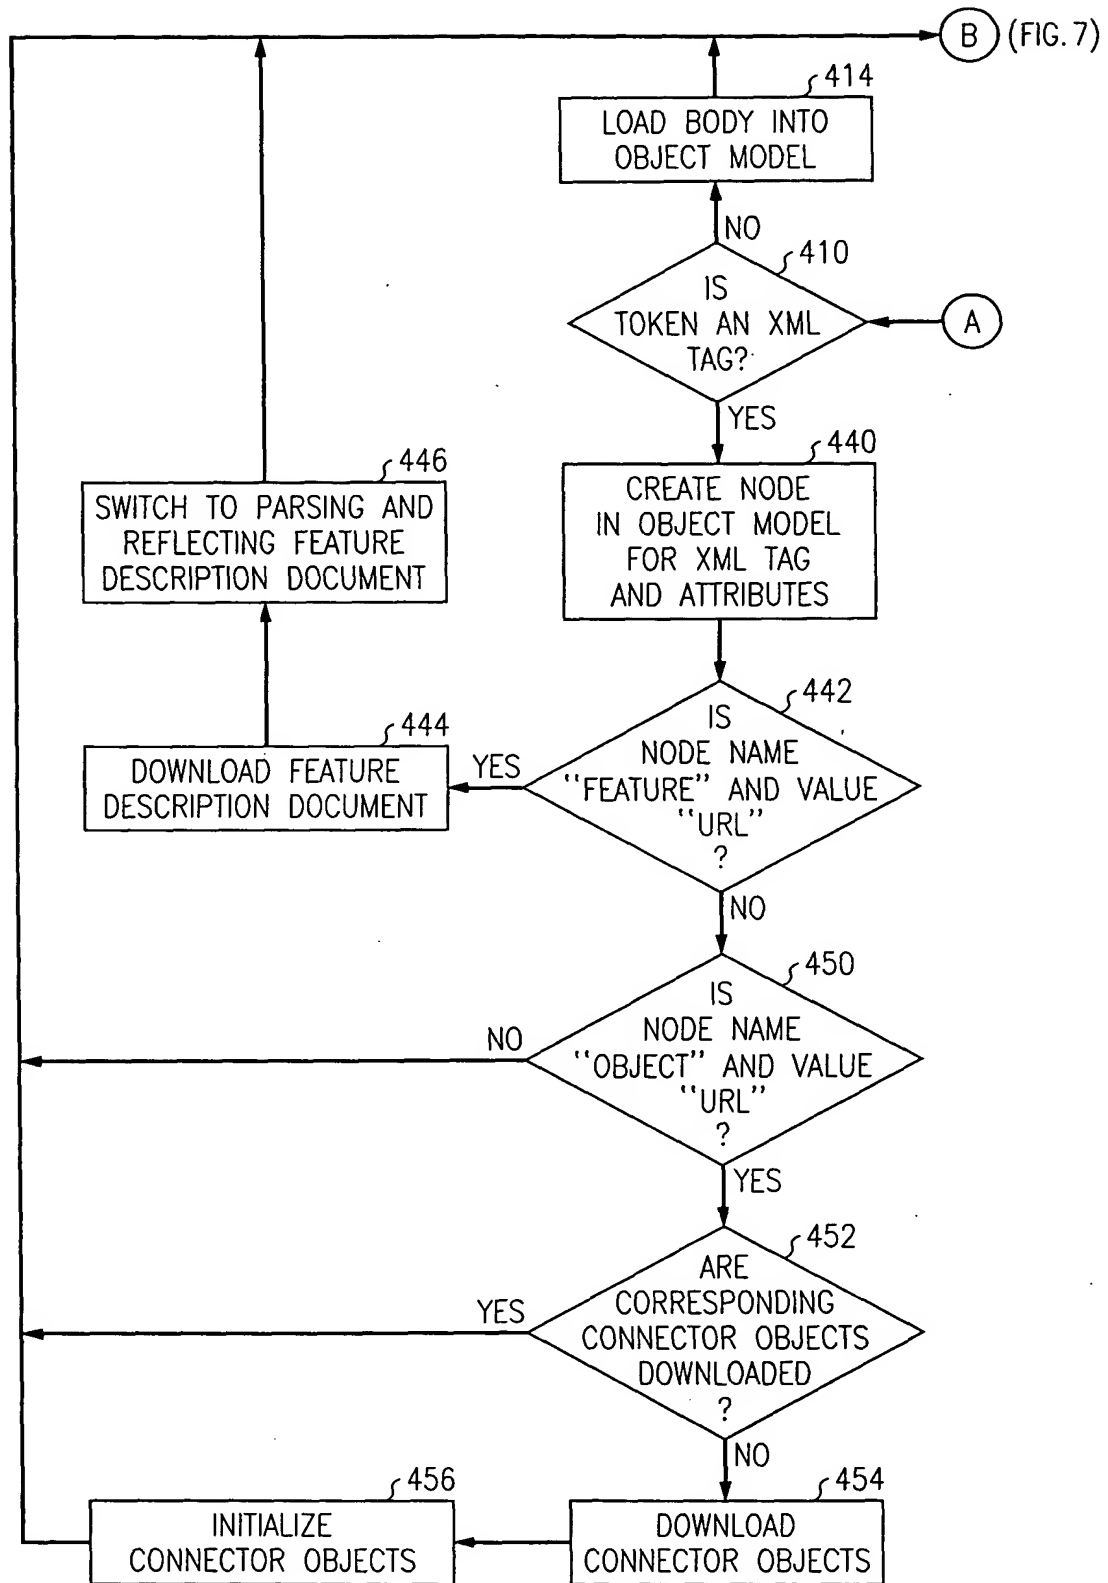 B (FIG. 7)
414
LOAD BODY INTO
OBJECT MODEL
NO
410
IS
TOKEN AN XML
TAG?
A
YES
440
CREATE NODE
IN OBJECT MODEL
FOR XML TAG
AND ATTRIBUTES
446
SWITCH TO PARSING AND
REFLECTING FEATURE
DESCRIPTION DOCUMENT
442
IS
NODE NAME
"FEATURE" AND VALUE
"URL"
?
YES
444
DOWNLOAD FEATURE
DESCRIPTION DOCUMENT
NO
450
IS
NODE NAME
"OBJECT" AND VALUE
"URL"
?
NO
YES
452
ARE
CORRESPONDING
CONNECTOR OBJECTS
DOWNLOADED
?
YES
NO
454
DOWNLOAD
CONNECTOR OBJECTS
456
INITIALIZE
CONNECTOR OBJECTS